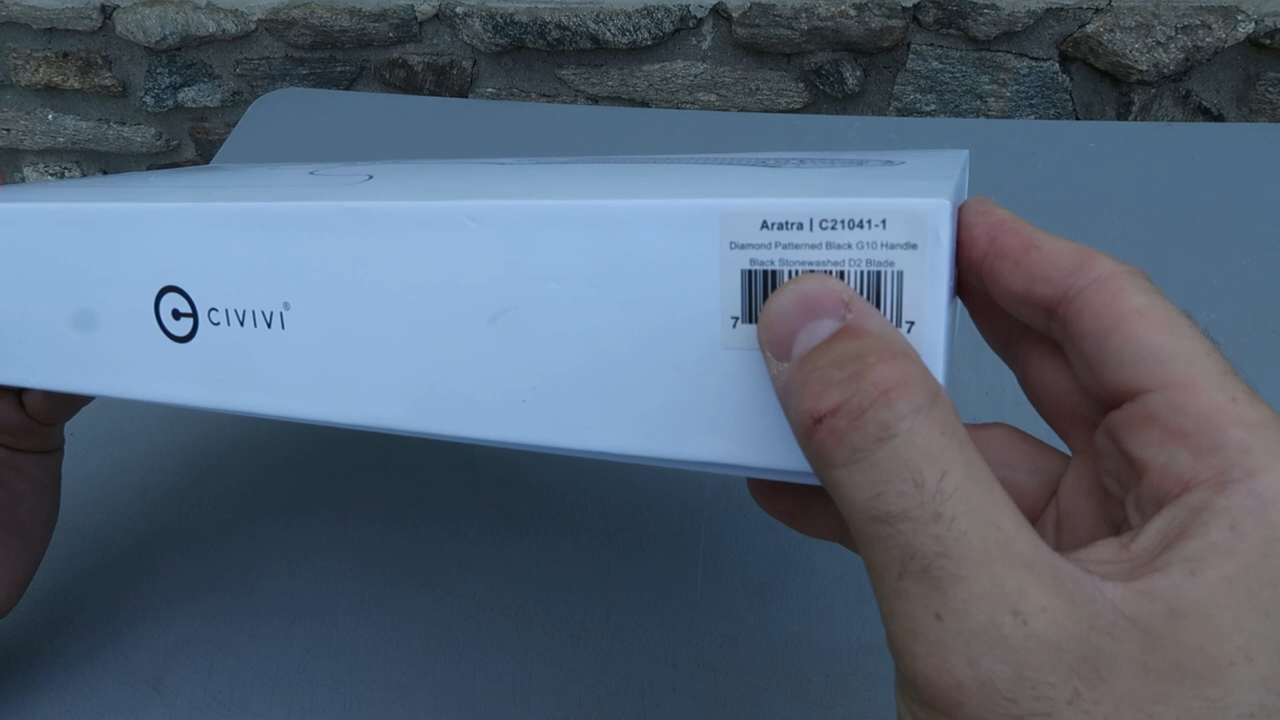 CIVIVI®
Aratra | C21041-1
Diamond Patterned Black G10 Handle
Black Stonewashed D2 Blade
7 7